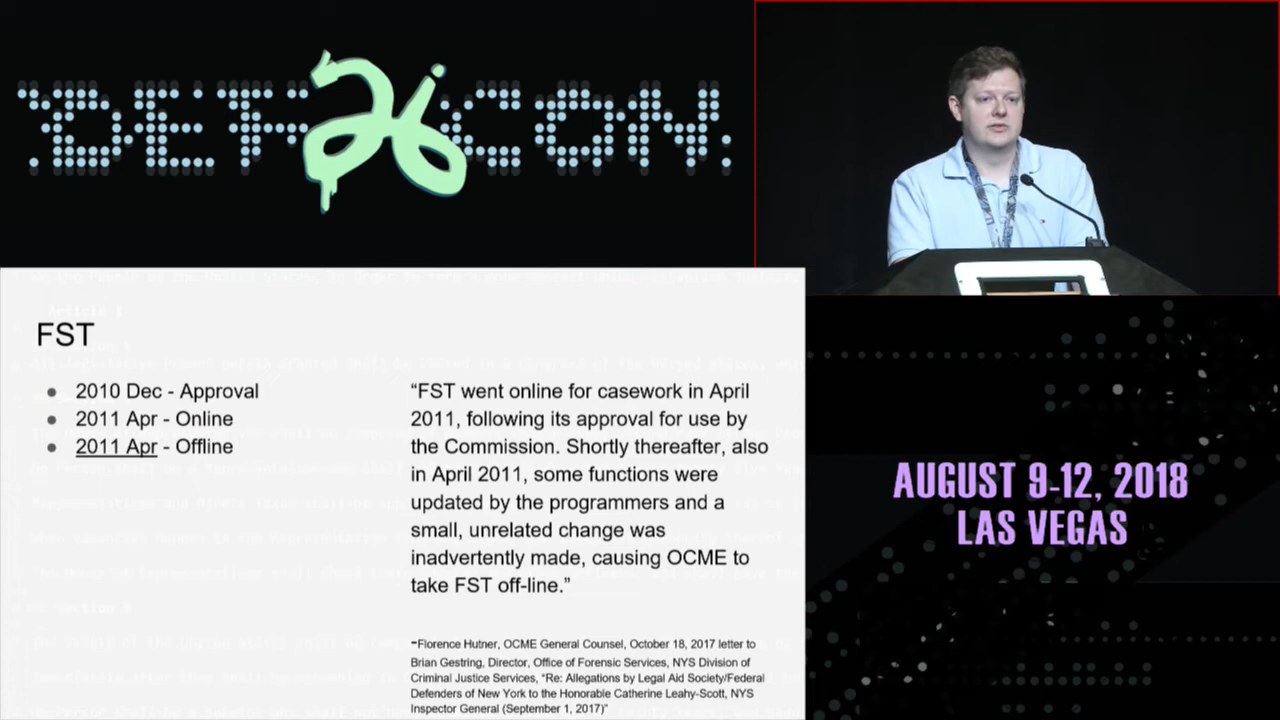 DEF 26 CON
FST
2010 Dec - Approval
2011 Apr - Online
2011 Apr - Offline
“FST went online for casework in April
2011, following its approval for use by
the Commission. Shortly thereafter, also
in April 2011, some functions were
updated by the programmers and a
small, unrelated change was
inadvertently made, causing OCME to
take FST off-line.”
-Florence Hutner, OCME General Counsel, October 18, 2017 letter to
Brian Gestring, Director, Office of Forensic Services, NYS Division of
Criminal Justice Services, “Re: Allegations by Legal Aid Society/Federal
Defenders of New York to the Honorable Catherine Leahy-Scott, NYS
Inspector General (September 1, 2017)”
AUGUST 9-12, 2018
LAS VEGAS